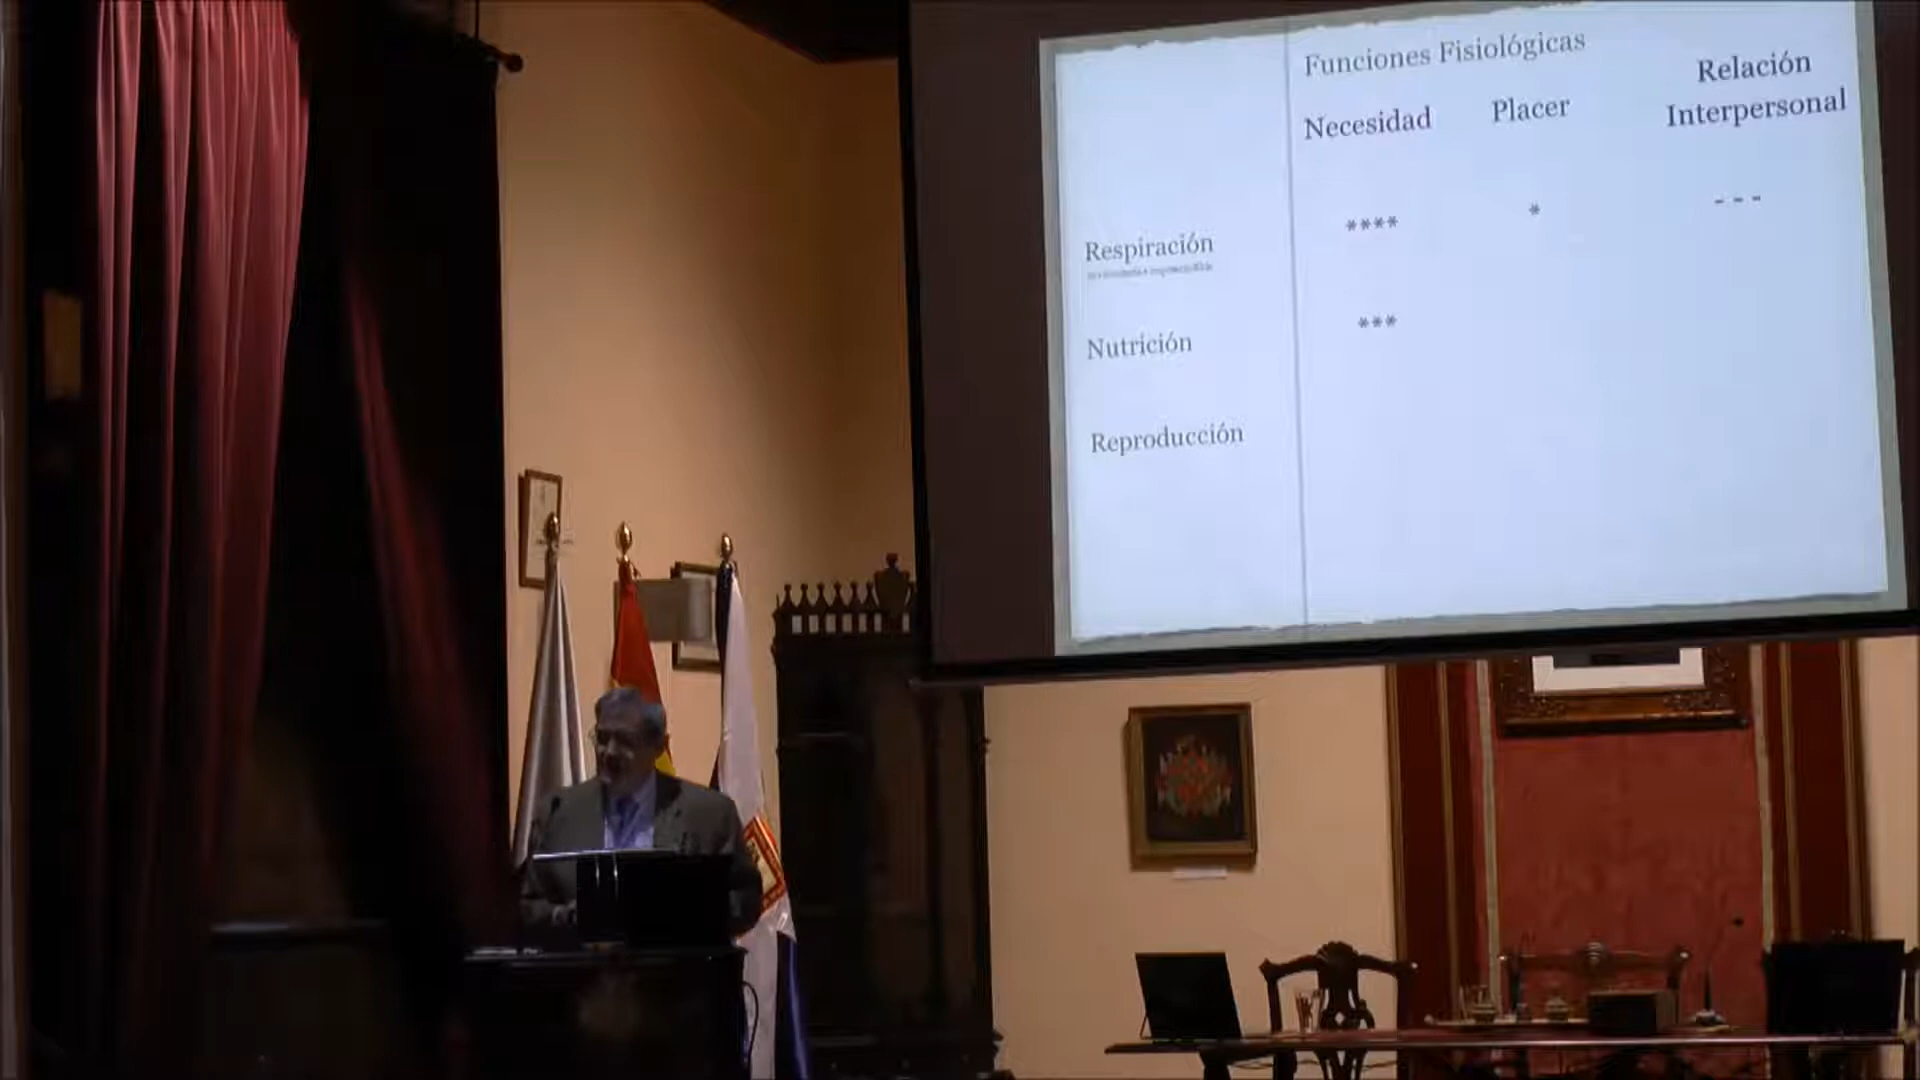 Funciones Fisiológicas
Necesidad Placer Relación
Interpersonal
Respiración **** * - - -
Nutrición ***
Reproducción